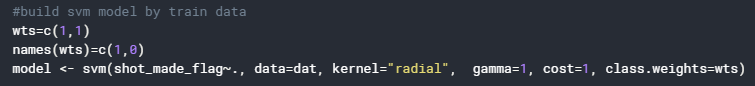 #build svm model by train data
wts=c(1,1)
names(wts)=c(1,0)
model <- svm(shot_made_flag~., data=dat, kernel="radial",  gamma=1, cost=1, class.weights=wts)